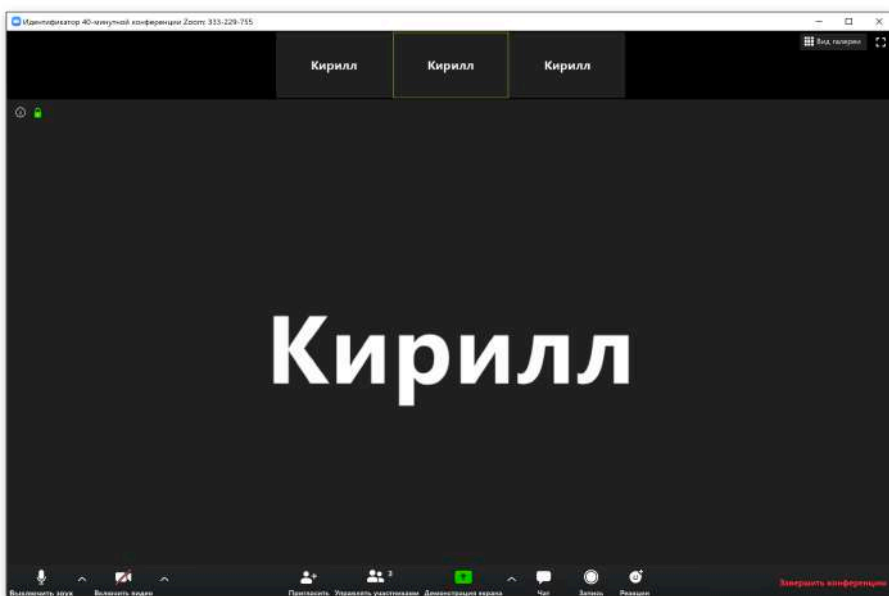 Идентификатор 40-минутной конференции Zoom: 333-229-755
Вид галереи
Кирилл Кирилл Кирилл
Кирилл
3
Выключить звук Включить видео Пригласить Управлять участниками Демонстрация экрана Чат Запись Реакции Завершить конференцию